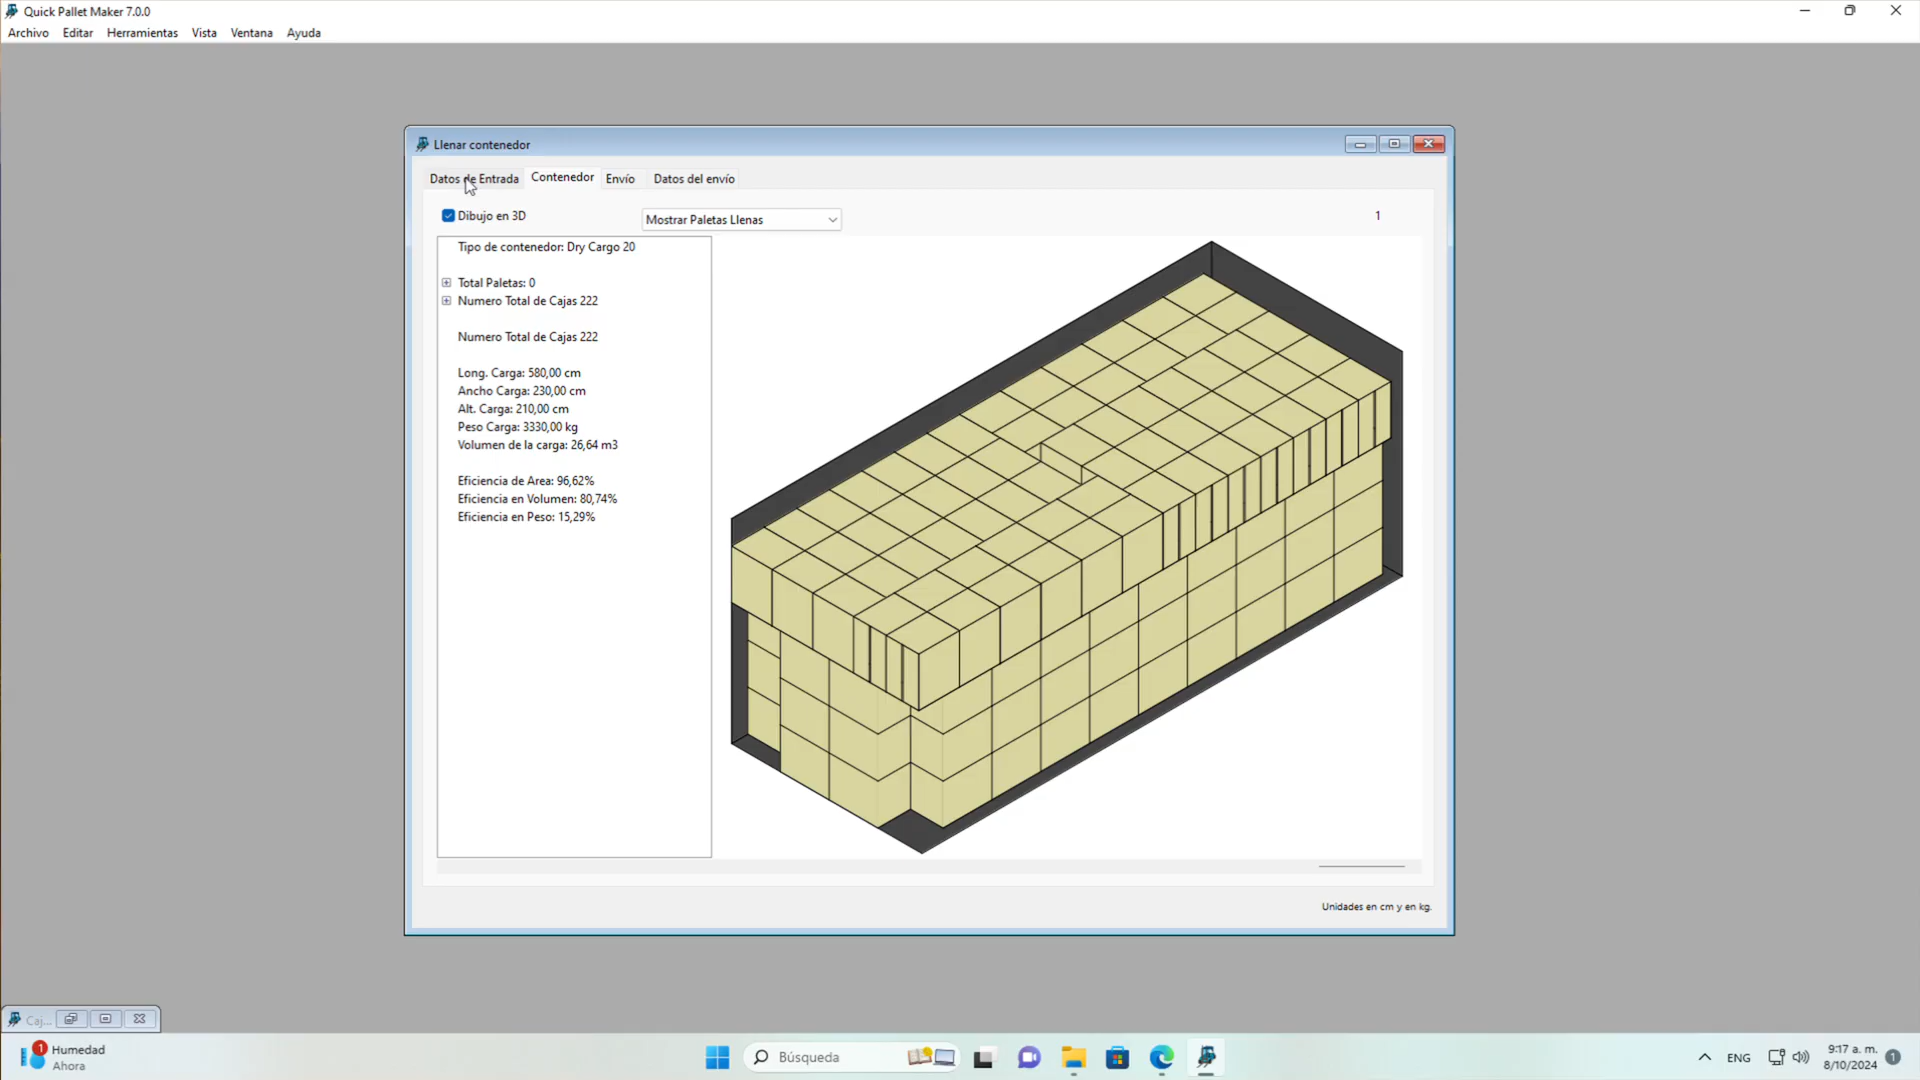 Quick Pallet Maker 7.0.0
Archivo Editar Herramientas Vista Ventana Ayuda
Llenar contenedor
Datos de Entrada Contenedor Envío Datos del envío
Dibujo en 3D Mostrar Paletas Llenas 1
Tipo de contenedor: Dry Cargo 20
Total Paletas: 0
Numero Total de Cajas 222
Numero Total de Cajas 222
Long. Carga: 580,00 cm
Ancho Carga: 230,00 cm
Alt. Carga: 210,00 cm
Peso Carga: 3330,00 kg
Volumen de la carga: 26,64 m3
Eficiencia de Area: 96,62%
Eficiencia en Volumen: 80,74%
Eficiencia en Peso: 15,29%
Unidades en cm y en kg.
Caj...
1 Humedad
Ahora
Búsqueda
ENG
9:17 a. m.
8/10/2024
1